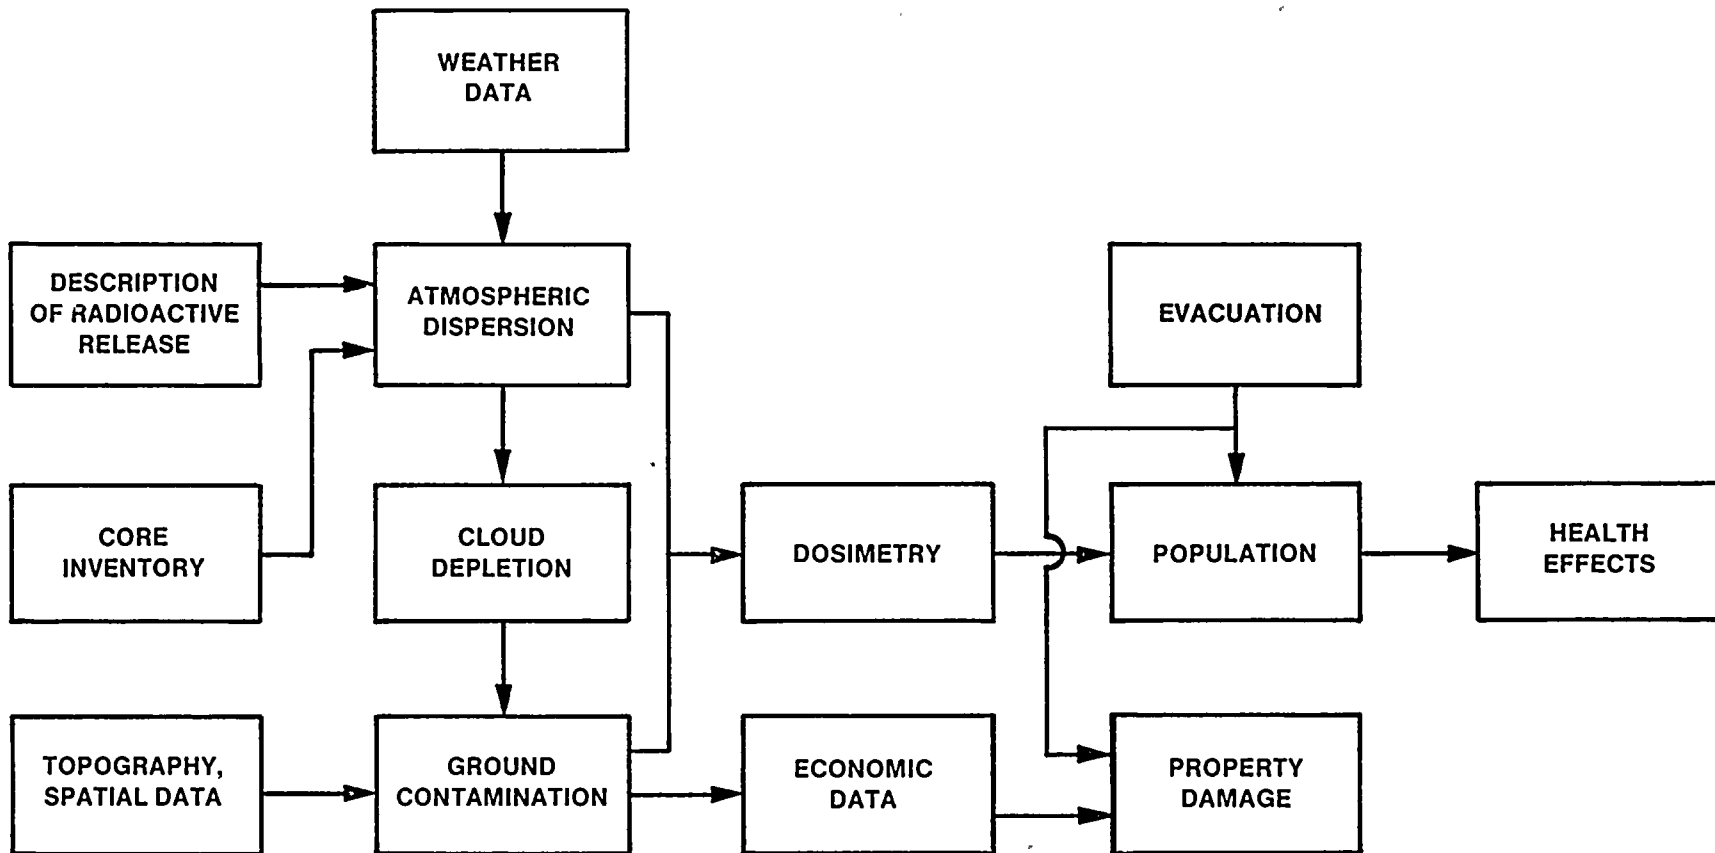 WEATHER
DATA
DESCRIPTION
OF RADIOACTIVE
RELEASE
ATMOSPHERIC
DISPERSION
EVACUATION
CORE
INVENTORY
CLOUD
DEPLETION
DOSIMETRY
POPULATION
HEALTH
EFFECTS
TOPOGRAPHY,
SPATIAL DATA
GROUND
CONTAMINATION
ECONOMIC
DATA
PROPERTY
DAMAGE